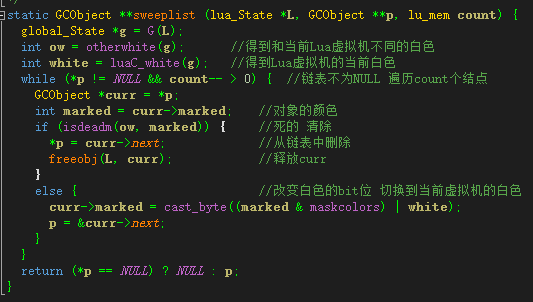 static GCObject **sweeplist (lua_State *L, GCObject **p, lu_mem count) {
global_State *g = G(L);
int ow = otherwhite(g); //得到和当前Lua虚拟机不同的白色
int white = luaC_white(g); //得到Lua虚拟机的当前白色
while (*p != NULL && count-- > 0) { //链表不为NULL 遍历count个结点
GCObject *curr = *p;
int marked = curr->marked; //对象的颜色
if (isdeadm(ow, marked)) { //死的 清除
*p = curr->next; //从链表中删除
freeobj(L, curr); //释放curr
}
else { //改变白色的bit位 切换到当前虚拟机的白色
curr->marked = cast_byte((marked & maskcolors) | white);
p = &curr->next;
}
}
return (*p == NULL) ? NULL : p;
}